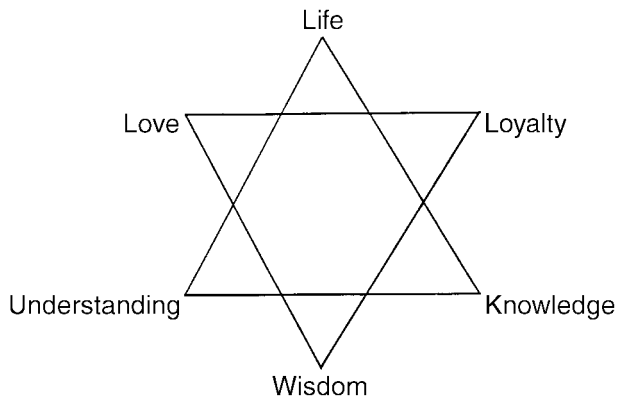 Life
Love
Loyalty
Understanding
Knowledge
Wisdom